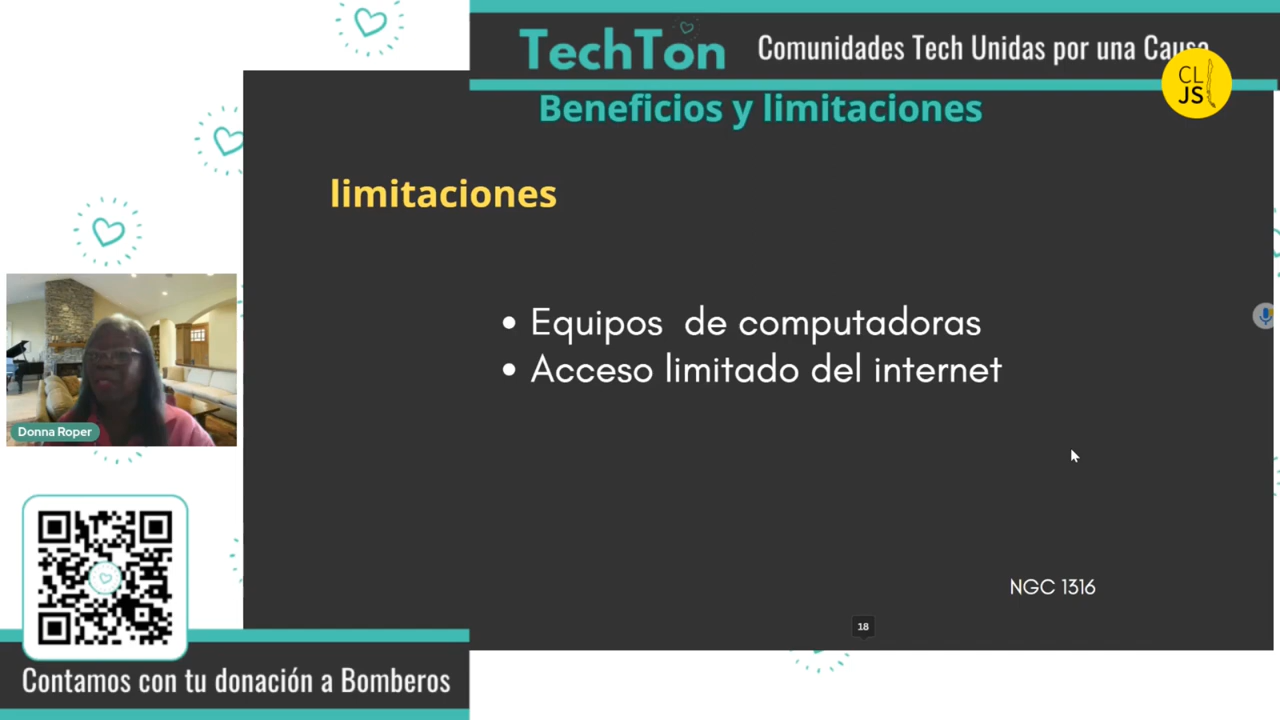 TechTon
Comunidades Tech Unidas por una Causa
CL
JS
Beneficios y limitaciones
limitaciones
• Equipos de computadoras
• Acceso limitado del internet
Donna Roper
NGC 1316
18
Contamos con tu donación a Bomberos